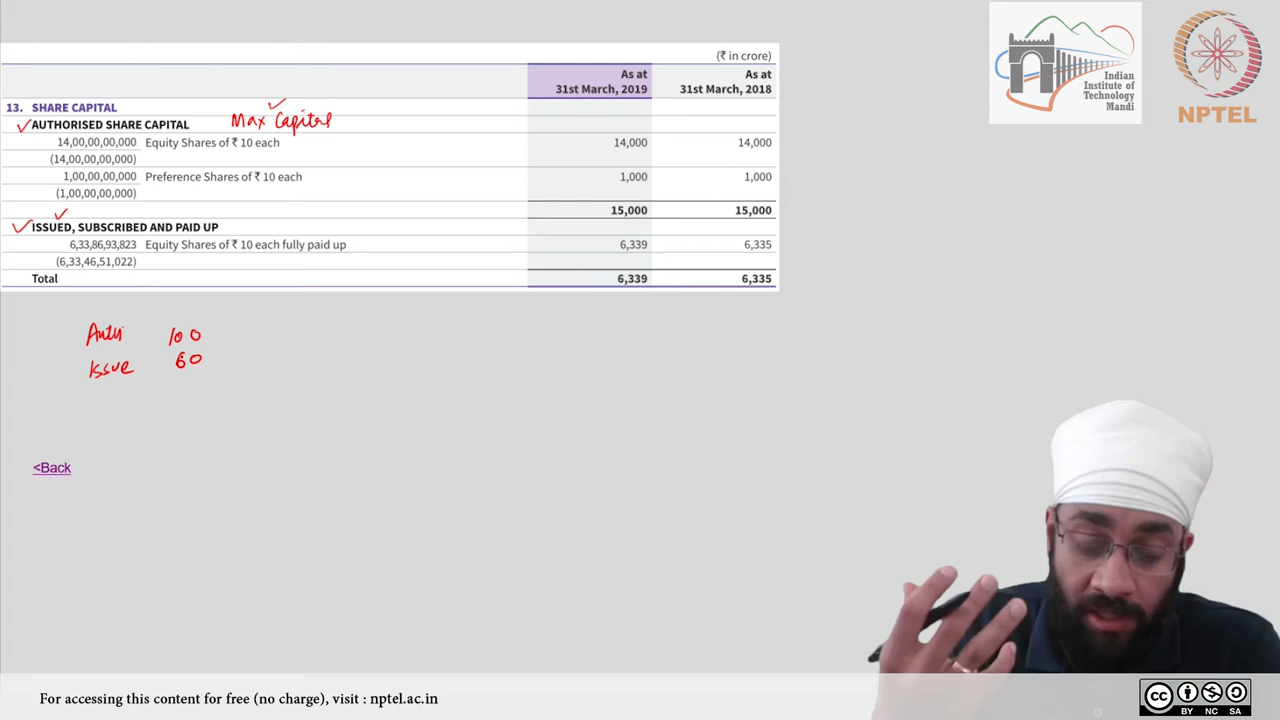 (₹ in crore)
As at 31st March, 2019
As at 31st March, 2018
13. SHARE CAPITAL
Max Capital
AUTHORISED SHARE CAPITAL
14,00,00,00,000 Equity Shares of ₹ 10 each 14,000 14,000
(14,00,00,00,000)
1,00,00,00,000 Preference Shares of ₹ 10 each 1,000 1,000
(1,00,00,00,000)
15,000 15,000
ISSUED, SUBSCRIBED AND PAID UP
6,33,86,93,823 Equity Shares of ₹ 10 each fully paid up 6,339 6,335
(6,33,46,51,022)
Total 6,339 6,335
Auth 100
Issue 60
<Back
Indian
Institute of
Technology
Mandi
NPTEL
For accessing this content for free (no charge), visit : nptel.ac.in
CC
BY NC SA